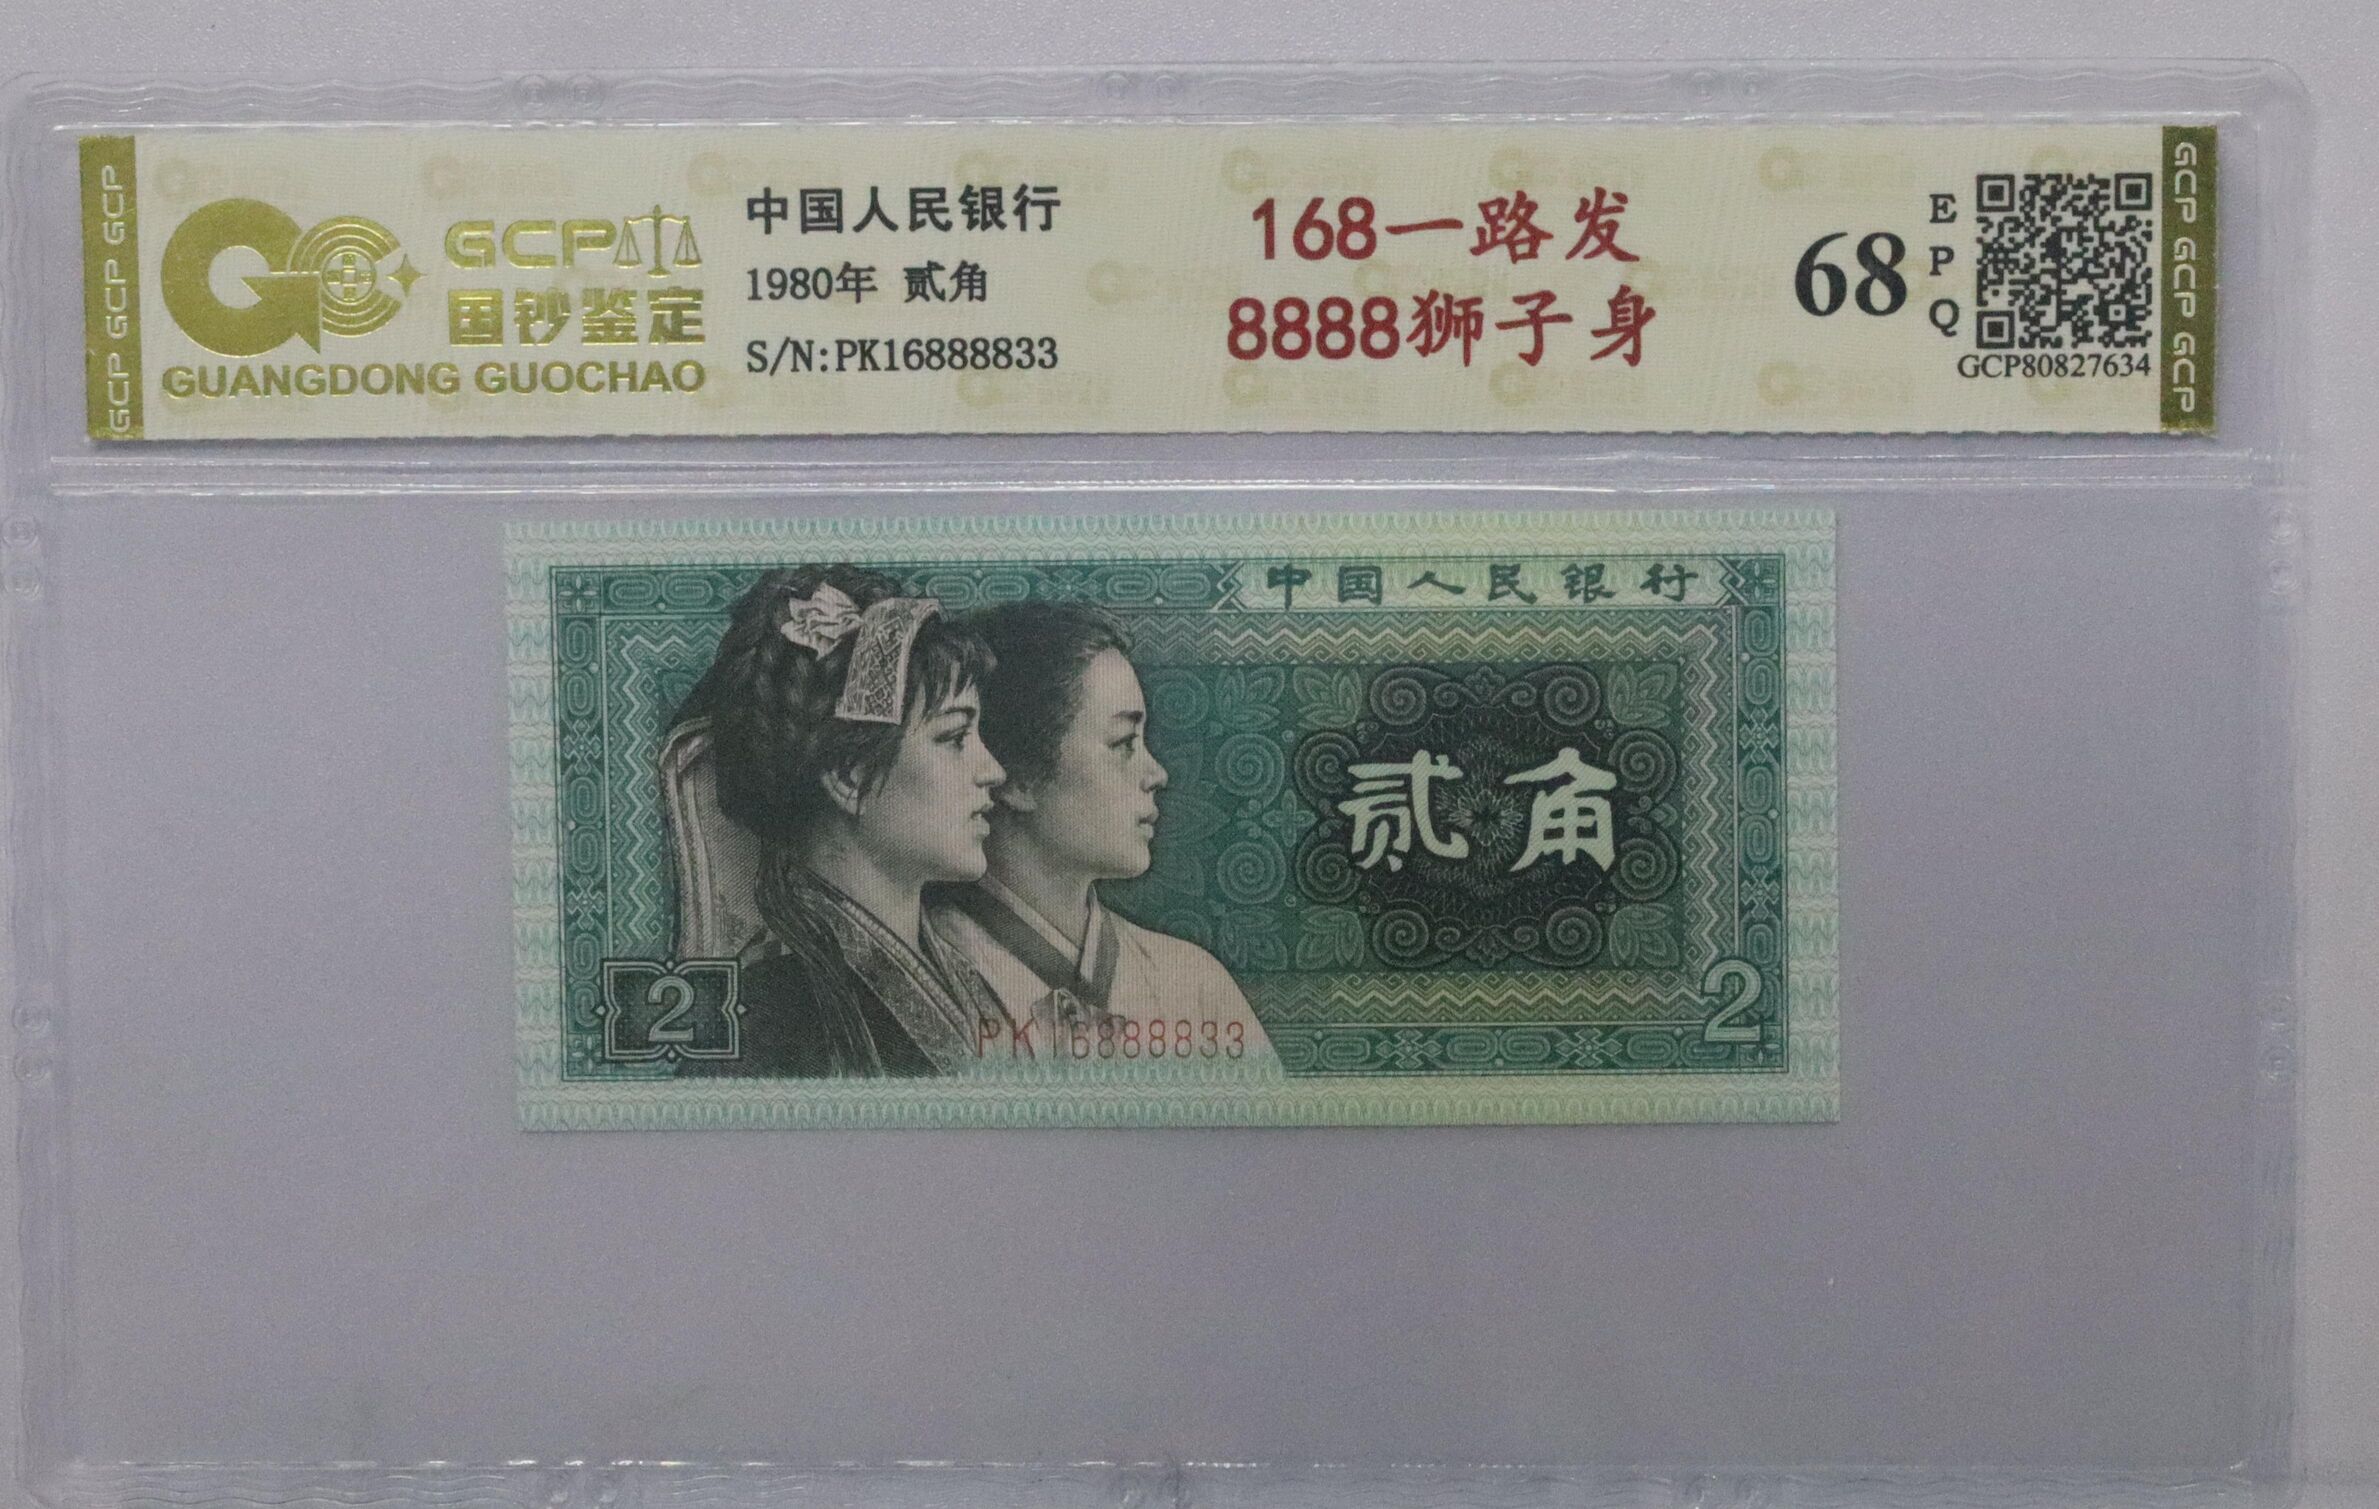 GCP GCP GCP
GCP
国钞鉴定
GUANGDONG GUOCHAO
中国人民银行
1980年 贰角
S/N:PK16888833
168一路发
8888狮子身
68
EPQ
GCP80827634
GCP GCP GCP
中国人民银行
贰角
2
PK16888833
2